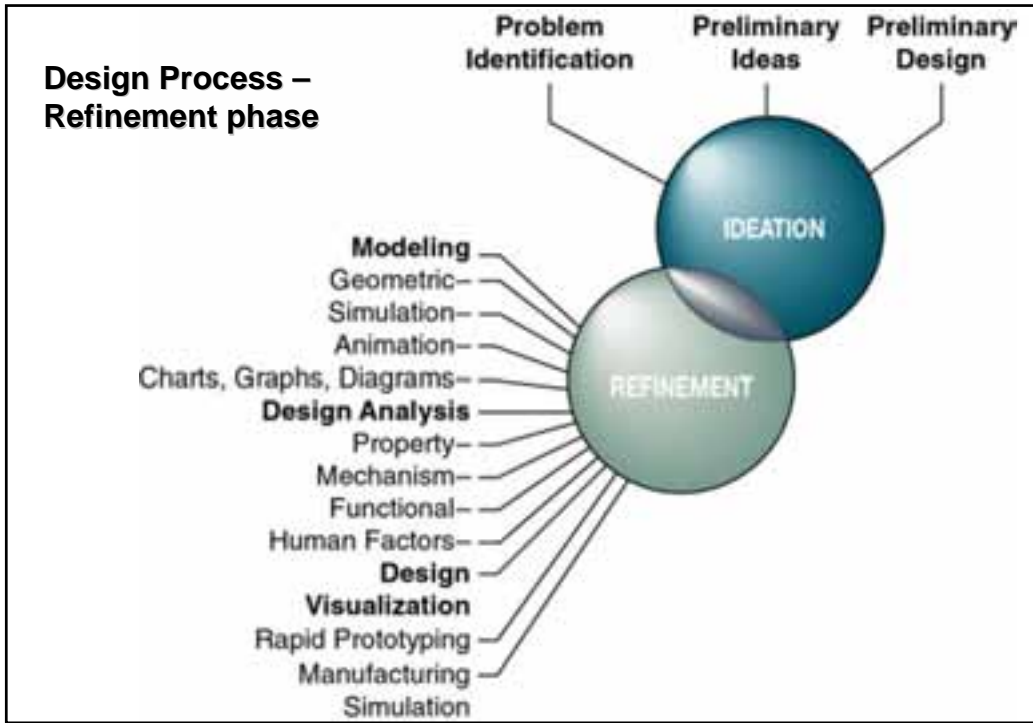 Design Process –
Refinement phase
Problem
Identification
Preliminary
Ideas
Preliminary
Design
IDEATION
REFINEMENT
Modeling
Geometric
Simulation
Animation
Charts, Graphs, Diagrams
Design Analysis
Property
Mechanism
Functional
Human Factors
Design
Visualization
Rapid Prototyping
Manufacturing
Simulation